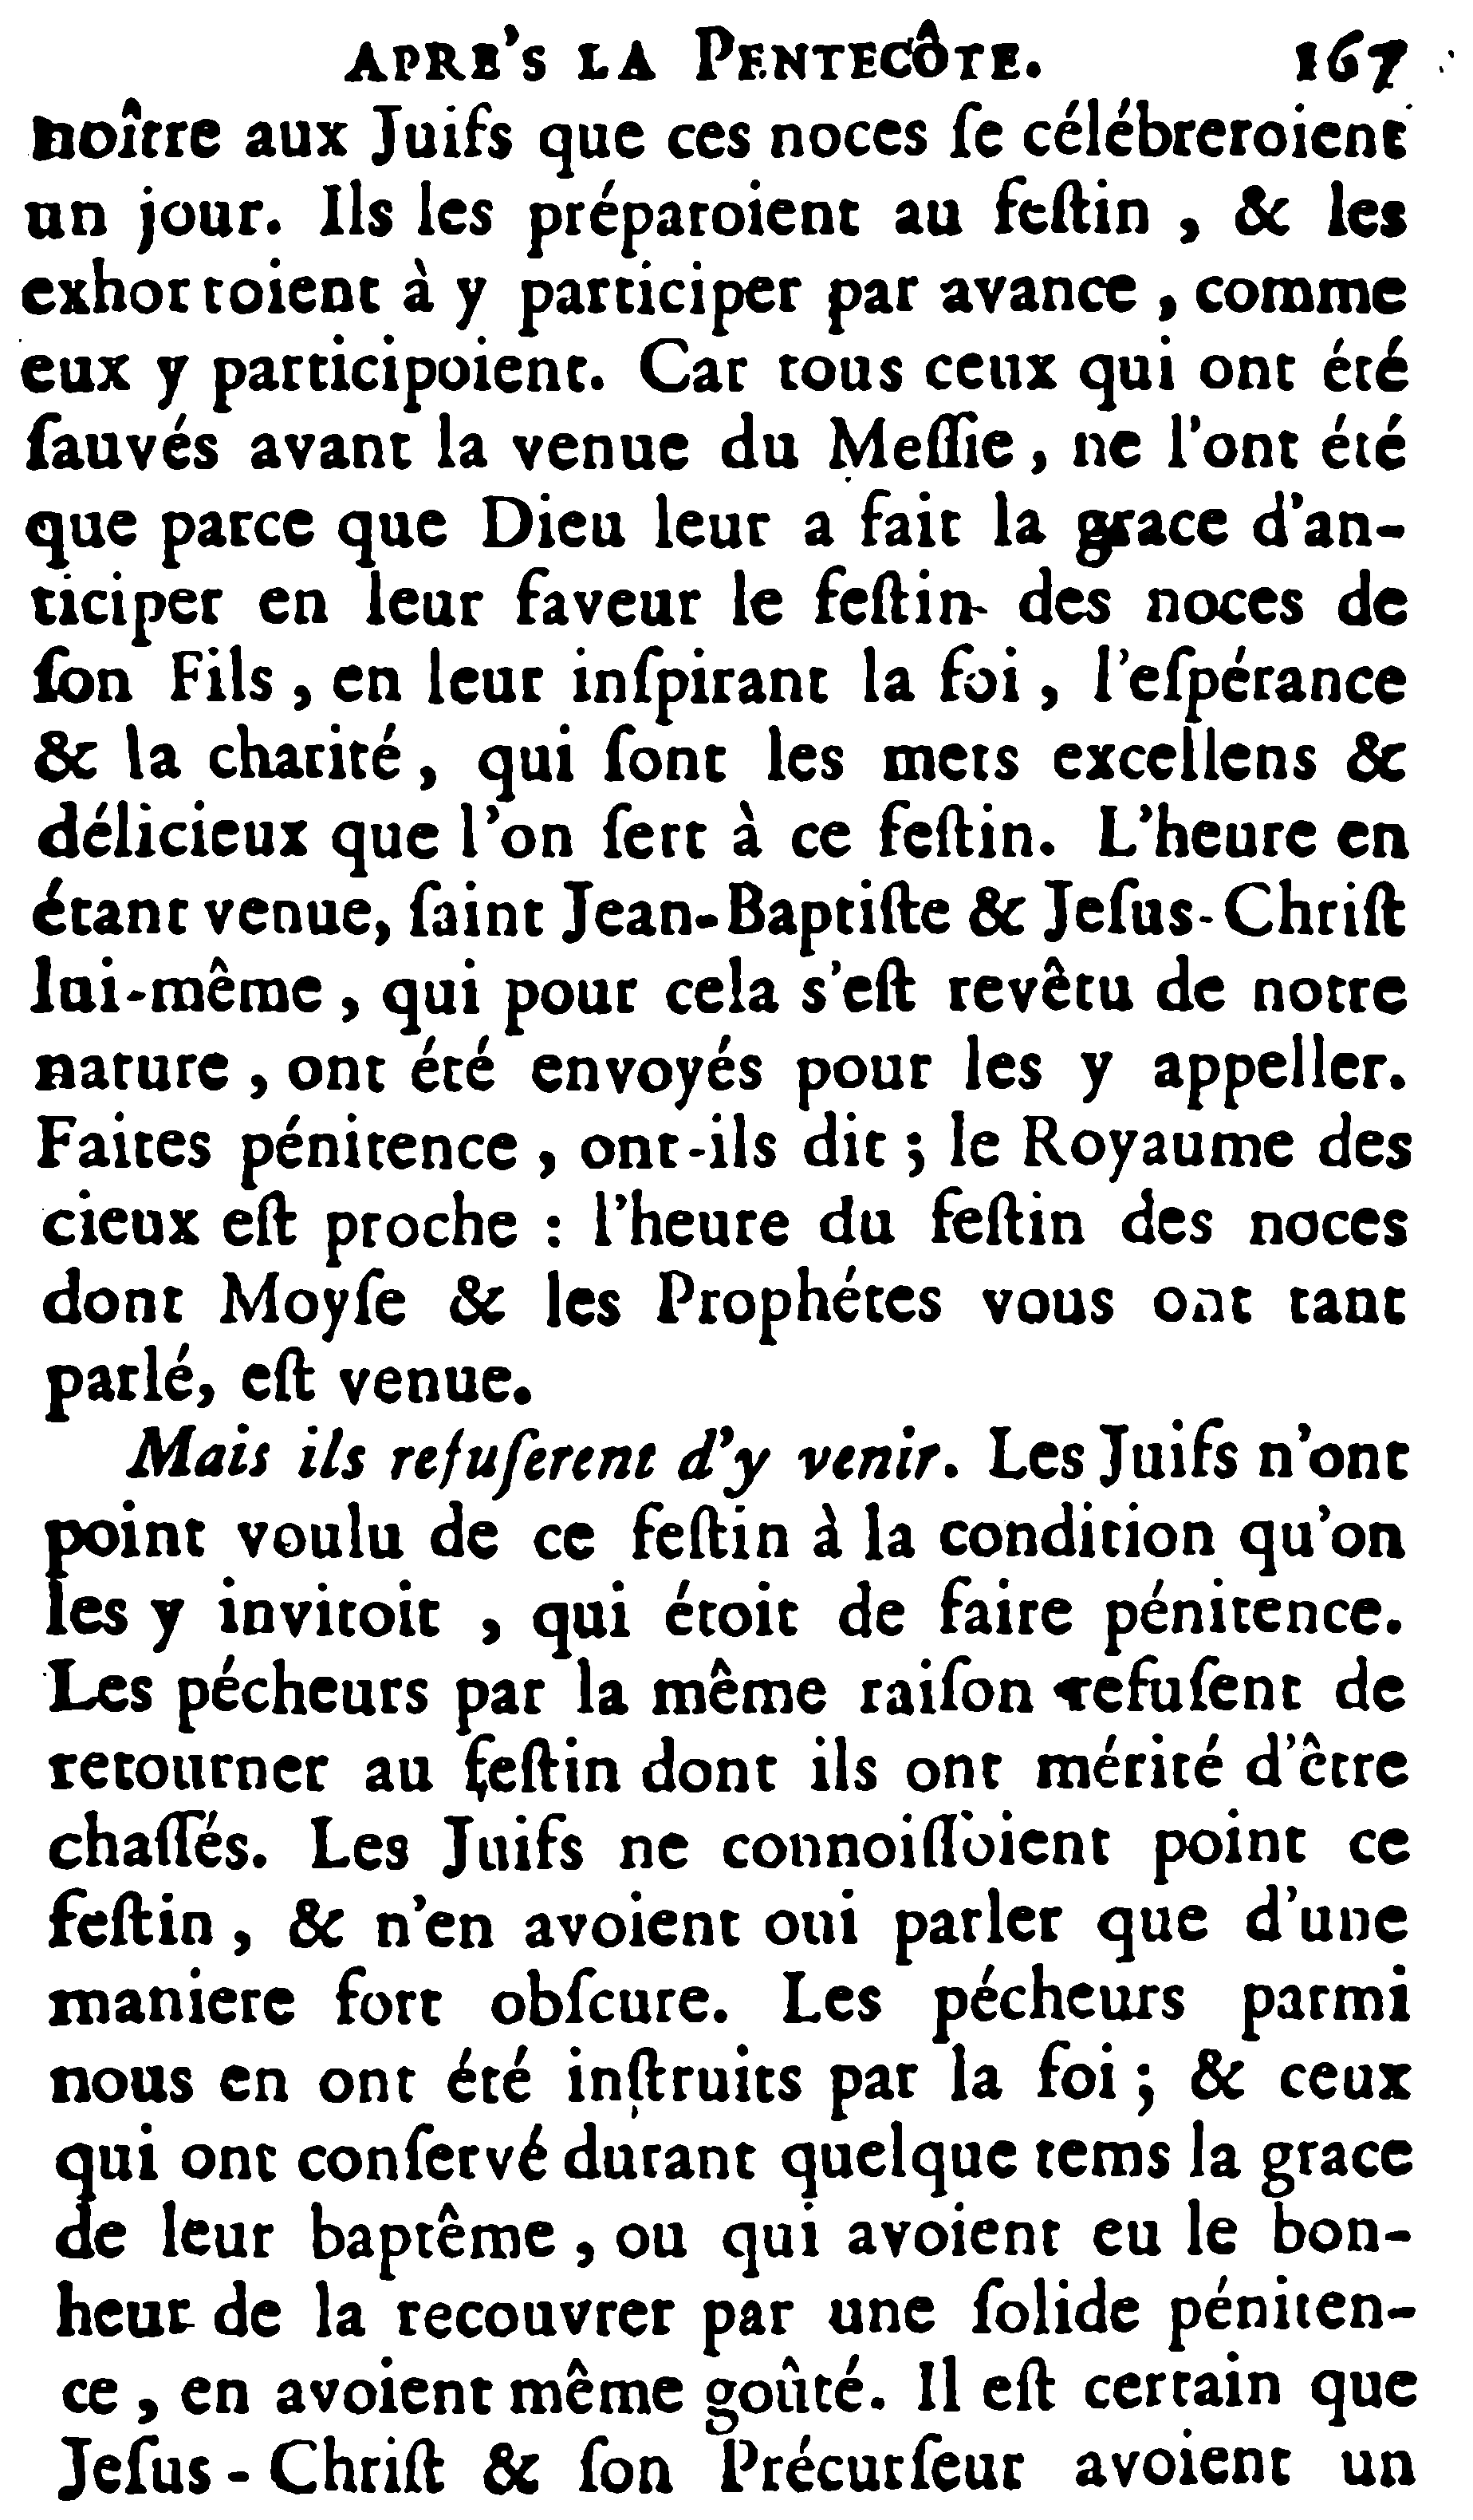 APRE'S LA PENTECÔTE. 167
noître aux Juifs que ces noces ſe célébreroient
un jour. Ils les préparoient au feſtin, & les
exhortoient à y participer par avance, comme
eux y participoient. Car tous ceux qui ont été
ſauvés avant la venue du Meſſie, ne l'ont été
que parce que Dieu leur a fait la grace d'an-
ticiper en leur faveur le feſtin des noces de
ſon Fils, en leur inſpirant la foi, l'eſpérance
& la charité, qui ſont les mets excellens &
délicieux que l'on ſert à ce feſtin. L'heure en
étant venue, ſaint Jean-Baptiſte & Jeſus-Chriſt
lui-même, qui pour cela s'eſt revêtu de notre
nature, ont été envoyés pour les y appeller.
Faites pénitence, ont-ils dit; le Royaume des
cieux eſt proche : l'heure du feſtin des noces
dont Moyſe & les Prophétes vous ont tant
parlé, eſt venue.
Mais ils refuſerent d'y venir. Les Juifs n'ont
point voulu de ce feſtin à la condition qu'on
les y invitoit, qui étoit de faire pénitence.
Les pécheurs par la même raiſon refuſent de
retourner au feſtin dont ils ont mérité d'être
chaſſés. Les Juifs ne connoiſſoient point ce
feſtin, & n'en avoient oui parler que d'une
maniere fort obſcure. Les pécheurs parmi
nous en ont été inſtruits par la foi; & ceux
qui ont conſervé durant quelque tems la grace
de leur baptême, ou qui avoient eu le bon-
heur de la recouvrer par une ſolide péniten-
ce, en avoient même goûté. Il eſt certain que
Jeſus-Chriſt & ſon Précurſeur avoient un